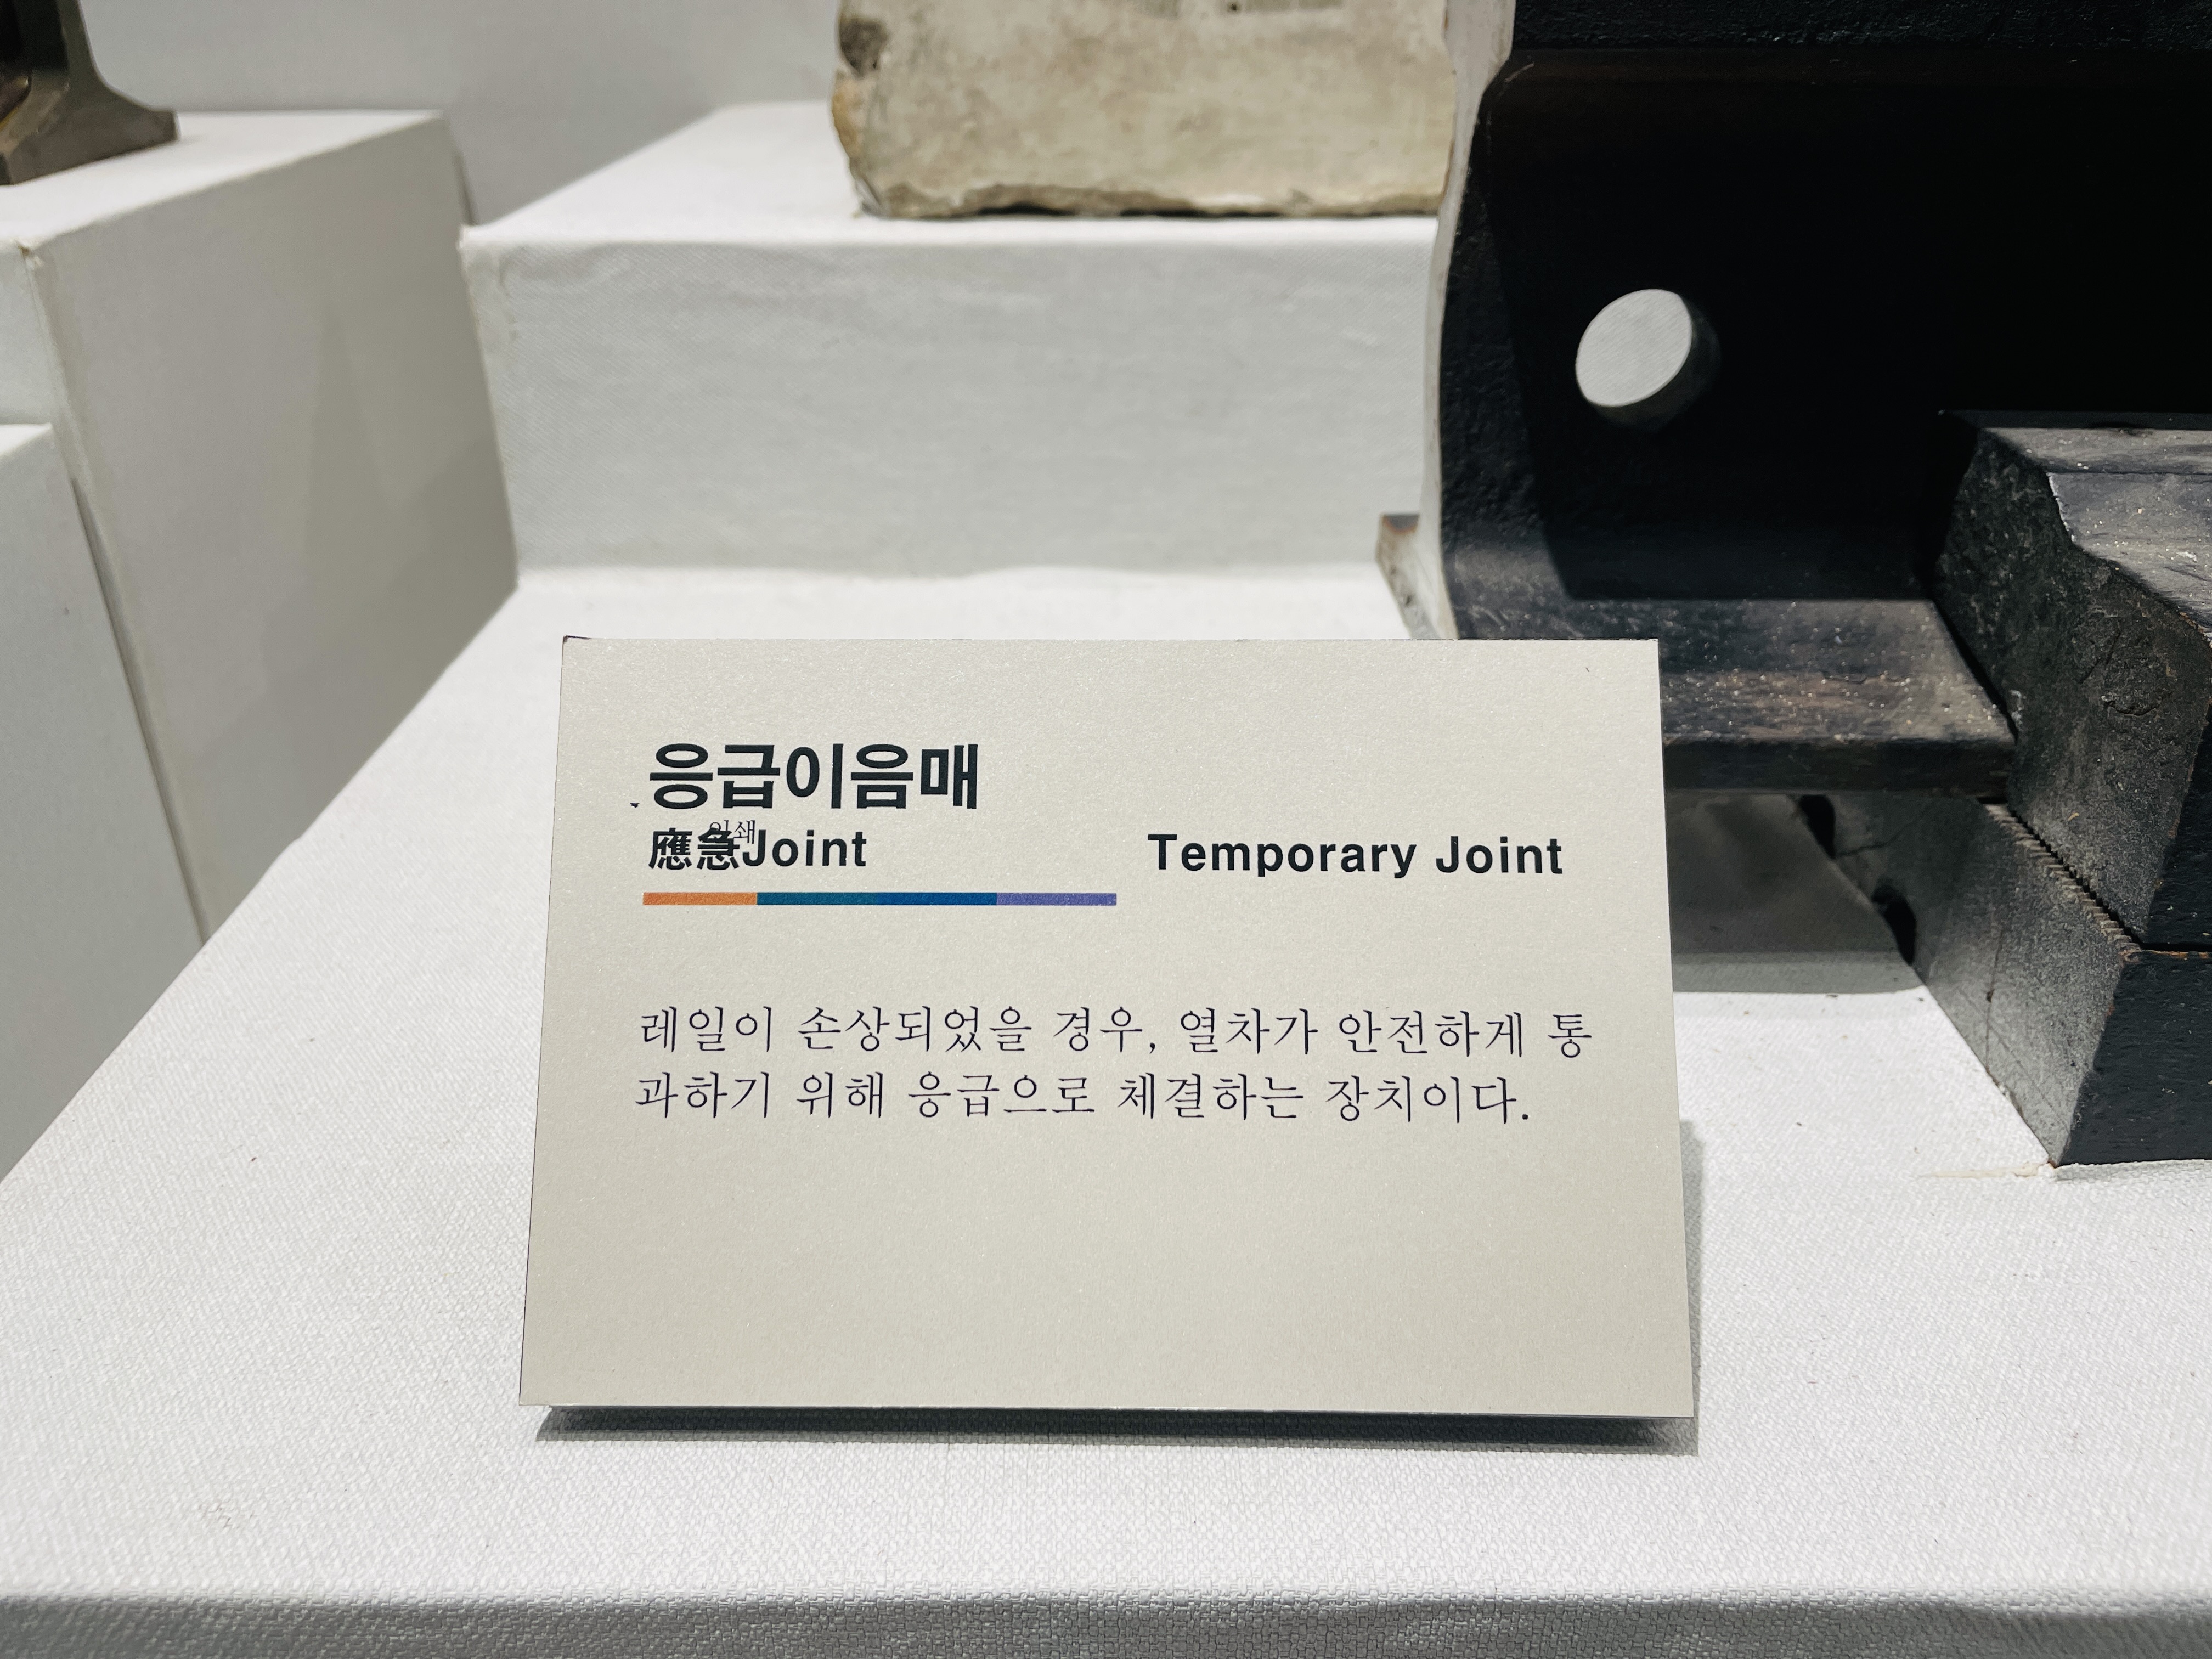 응급이음매
應急Joint
Temporary Joint
레일이 손상되었을 경우, 열차가 안전하게 통
과하기 위해 응급으로 체결하는 장치이다.